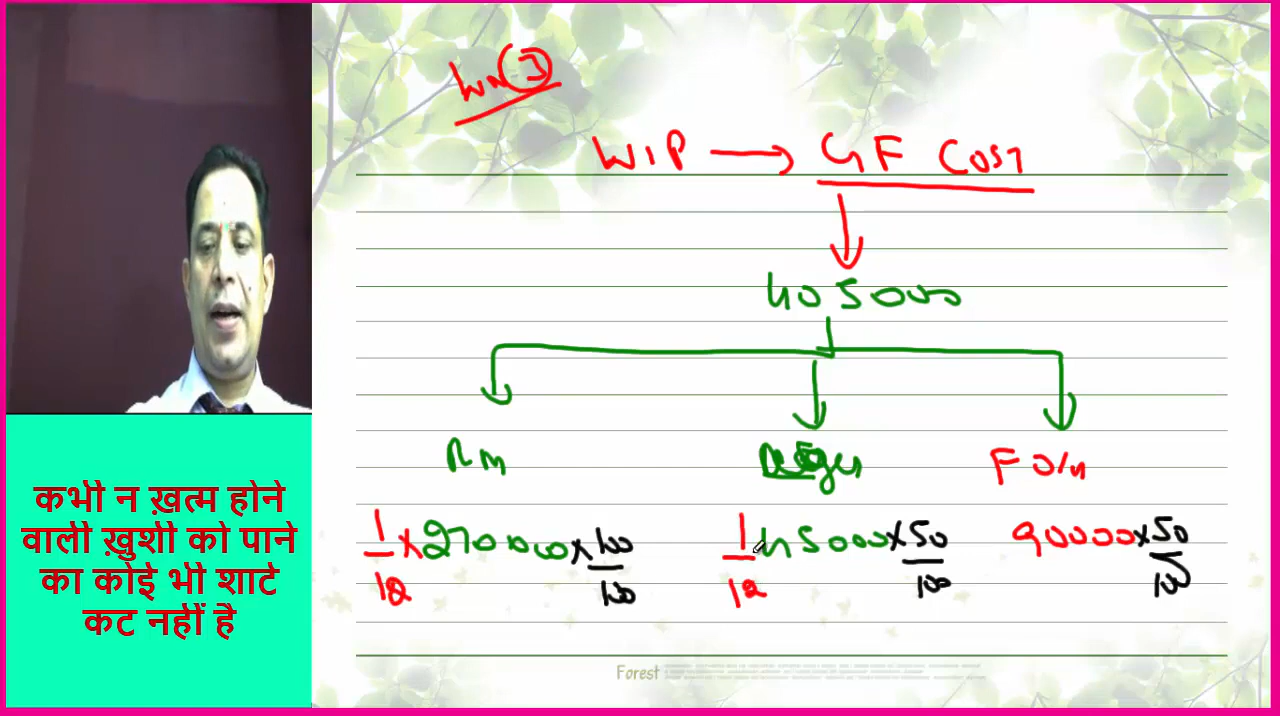 WN(3)
WIP → GF COST
405000
RM Wages F O/H
1/12 × 270000 × 100/100 1/12 45000 × 50/100 90000 × 50/100
Forest
कभी न ख़त्म होने
वाली ख़ुशी को पाने
का कोई भी शार्ट
कट नहीं है